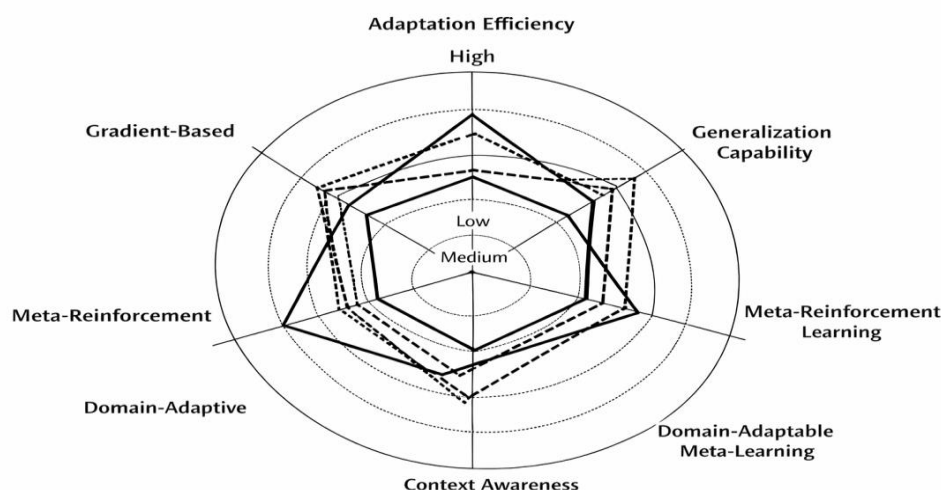 Adaptation Efficiency
High
Gradient-Based
Generalization
Capability
Low
Medium
Meta-Reinforcement
Meta-Reinforcement
Learning
Domain-Adaptive
Domain-Adaptable
Meta-Learning
Context Awareness